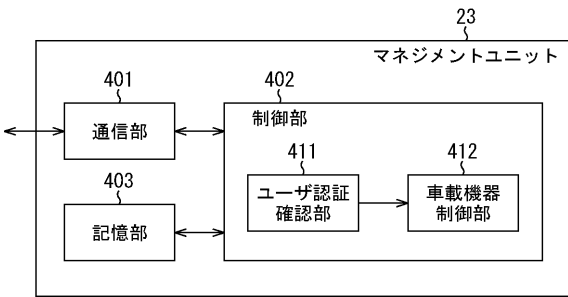 23
マネジメントユニット
401
通信部
402
制御部
403
記憶部
411
ユーザ認証
確認部
412
車載機器
制御部